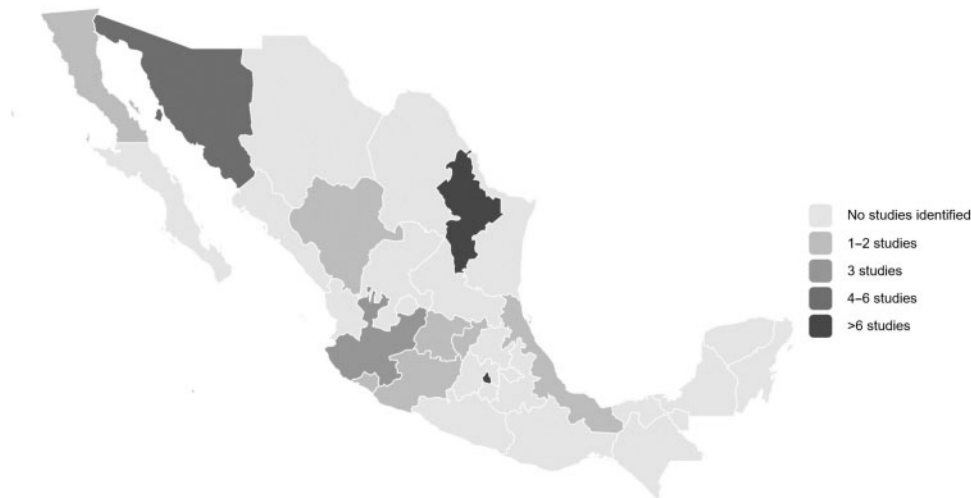 No studies identified
1–2 studies
3 studies
4–6 studies
>6 studies